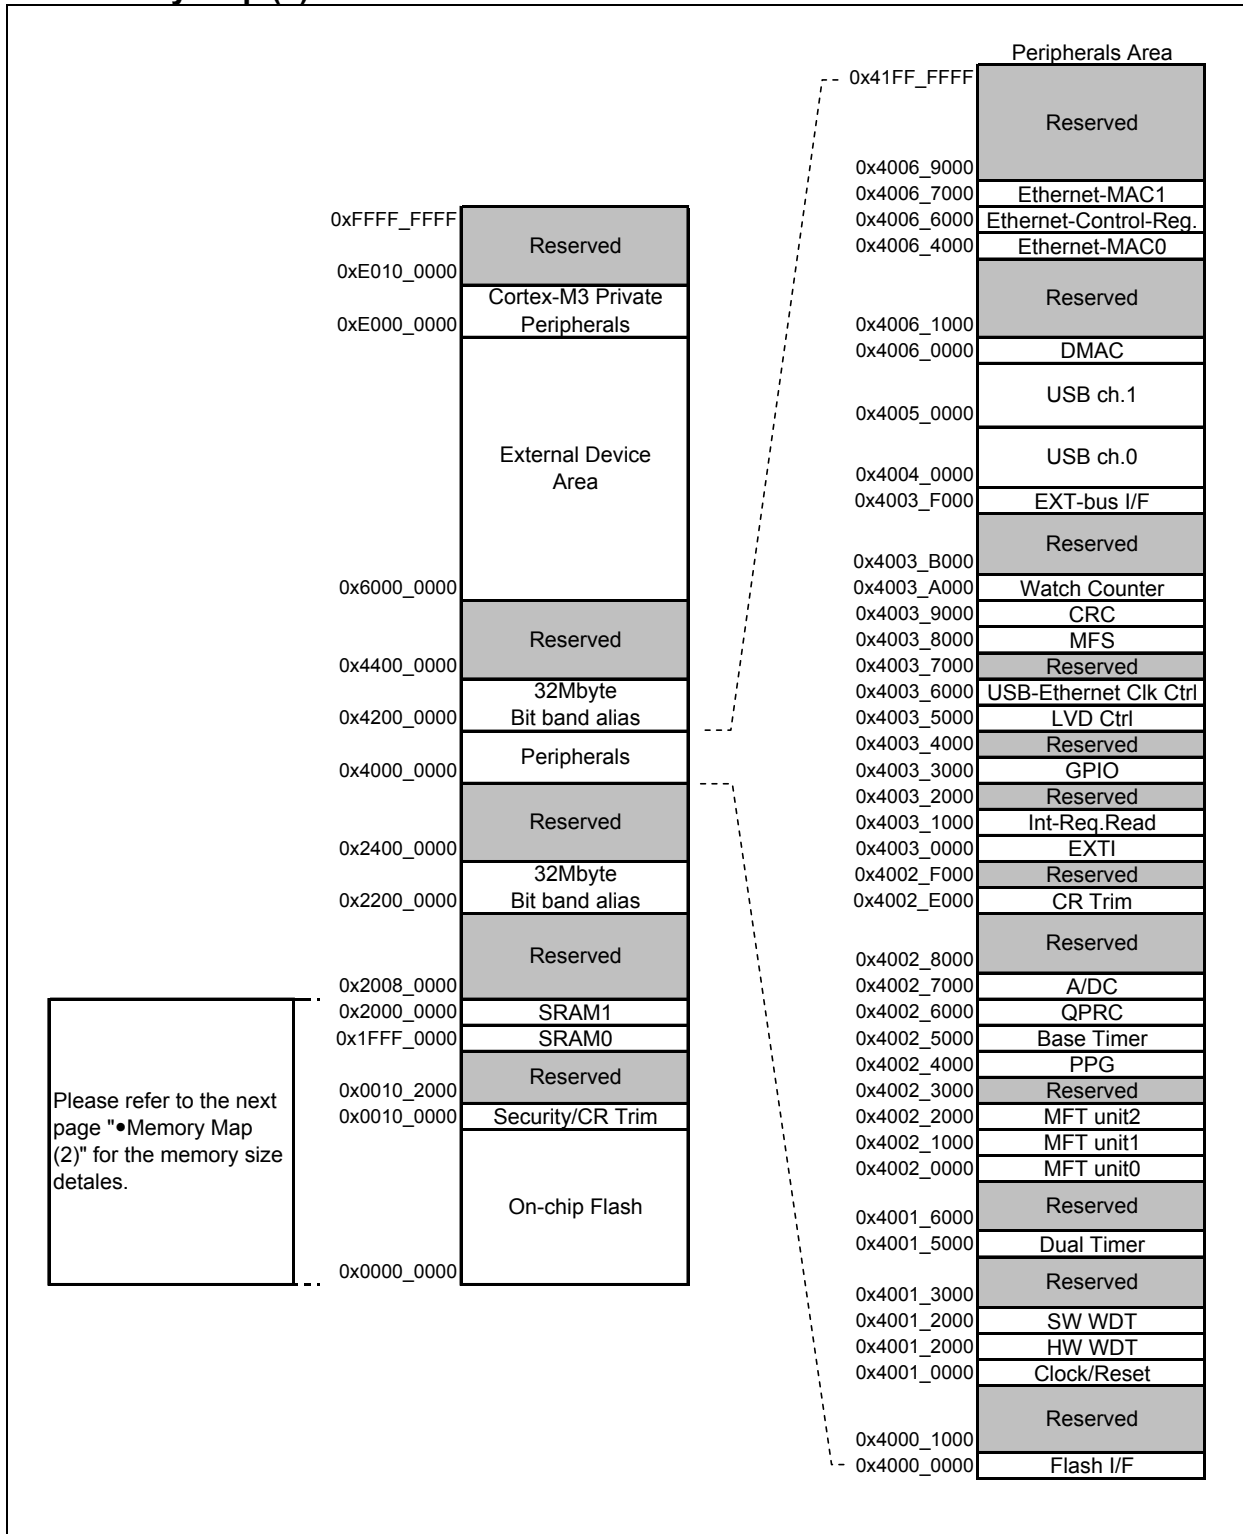 Peripherals Area
0x41FF_FFFF
Reserved
0x4006_9000
0x4006_7000 Ethernet-MAC1
0x4006_6000 Ethernet-Control-Reg.
0x4006_4000 Ethernet-MAC0
Reserved
0x4006_1000
0x4006_0000 DMAC
USB ch.1
0x4005_0000
USB ch.0
0x4004_0000
0x4003_F000 EXT-bus I/F
Reserved
0x4003_B000
0x4003_A000 Watch Counter
0x4003_9000 CRC
0x4003_8000 MFS
0x4003_7000 Reserved
0x4003_6000 USB-Ethernet Clk Ctrl
0x4003_5000 LVD Ctrl
0x4003_4000 Reserved
0x4003_3000 GPIO
0x4003_2000 Reserved
0x4003_1000 Int-Req.Read
0x4003_0000 EXTI
0x4002_F000 Reserved
0x4002_E000 CR Trim
Reserved
0x4002_8000
0x4002_7000 A/DC
0x4002_6000 QPRC
0x4002_5000 Base Timer
0x4002_4000 PPG
0x4002_3000 Reserved
0x4002_2000 MFT unit2
0x4002_1000 MFT unit1
0x4002_0000 MFT unit0
Reserved
0x4001_6000
0x4001_5000 Dual Timer
Reserved
0x4001_3000
0x4001_2000 SW WDT
0x4001_2000 HW WDT
0x4001_0000 Clock/Reset
Reserved
0x4000_1000
0x4000_0000 Flash I/F
0xFFFF_FFFF
Reserved
0xE010_0000
Cortex-M3 Private
0xE000_0000 Peripherals
External Device
Area
0x6000_0000
Reserved
0x4400_0000
32Mbyte
0x4200_0000 Bit band alias
Peripherals
0x4000_0000
Reserved
0x2400_0000
32Mbyte
0x2200_0000 Bit band alias
Reserved
0x2008_0000
0x2000_0000 SRAM1
0x1FFF_0000 SRAM0
Reserved
0x0010_2000
0x0010_0000 Security/CR Trim
On-chip Flash
0x0000_0000
Please refer to the next
page "●Memory Map
(2)" for the memory size
detales.